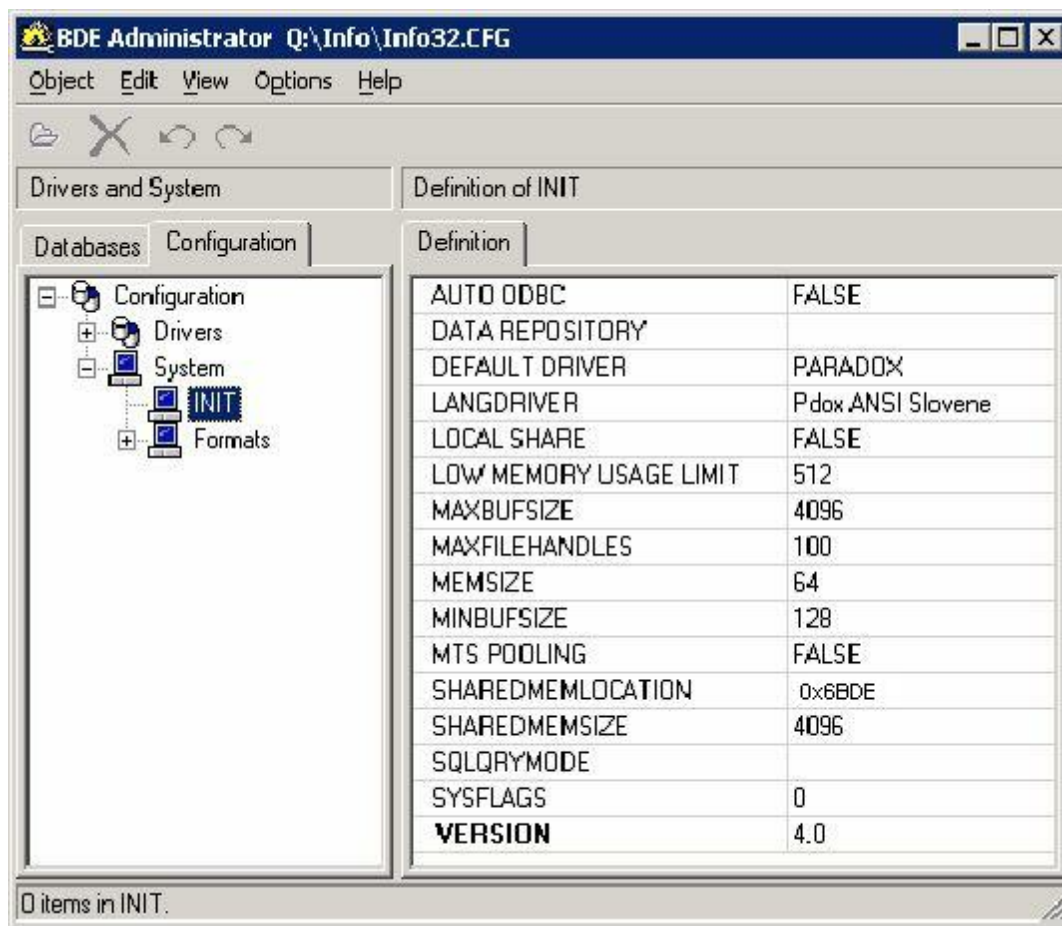 BDE Administrator Q:\Info\Info32.CFG
Object Edit View Options Help
Drivers and System
Definition of INIT
Databases Configuration
Definition
Configuration
Drivers
System
INIT
Formats
AUTO ODBC FALSE
DATA REPOSITORY
DEFAULT DRIVER PARADOX
LANGDRIVER Pdox ANSI Slovene
LOCAL SHARE FALSE
LOW MEMORY USAGE LIMIT 512
MAXBUFSIZE 4096
MAXFILEHANDLES 100
MEMSIZE 64
MINBUFSIZE 128
MTS POOLING FALSE
SHAREDMEMLOCATION 0x6BDE
SHAREDMEMSIZE 4096
SQLQRYMODE
SYSFLAGS 0
VERSION 4.0
0 items in INIT.